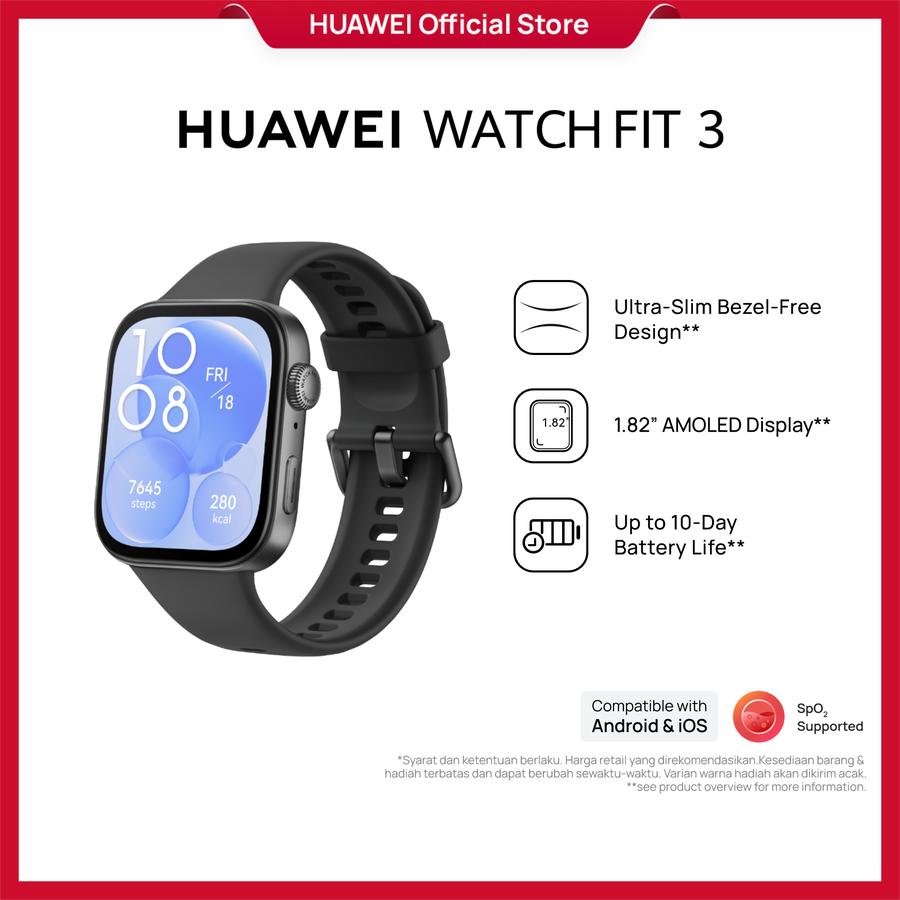 HUAWEI Official Store
HUAWEI WATCH FIT 3
10
08
FRI
18
7645
steps
280
kcal
Ultra-Slim Bezel-Free
Design**
1.82"
1.82” AMOLED Display**
Up to 10-Day
Battery Life**
Compatible with
Android & iOS
SpO₂
Supported
*Syarat dan ketentuan berlaku. Harga retail yang direkomendasikan.Kesediaan barang &
hadiah terbatas dan dapat berubah sewaktu-waktu. Varian warna hadiah akan dikirim acak.
**see product overview for more information.